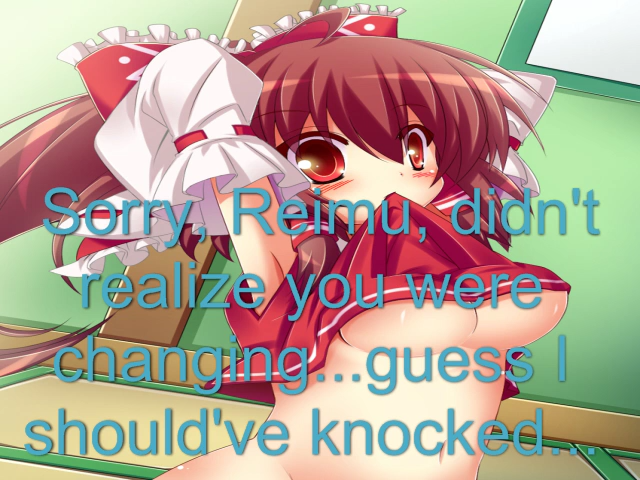 Sorry, Reimu, didn't
realize you were
changing...guess I
should've knocked...